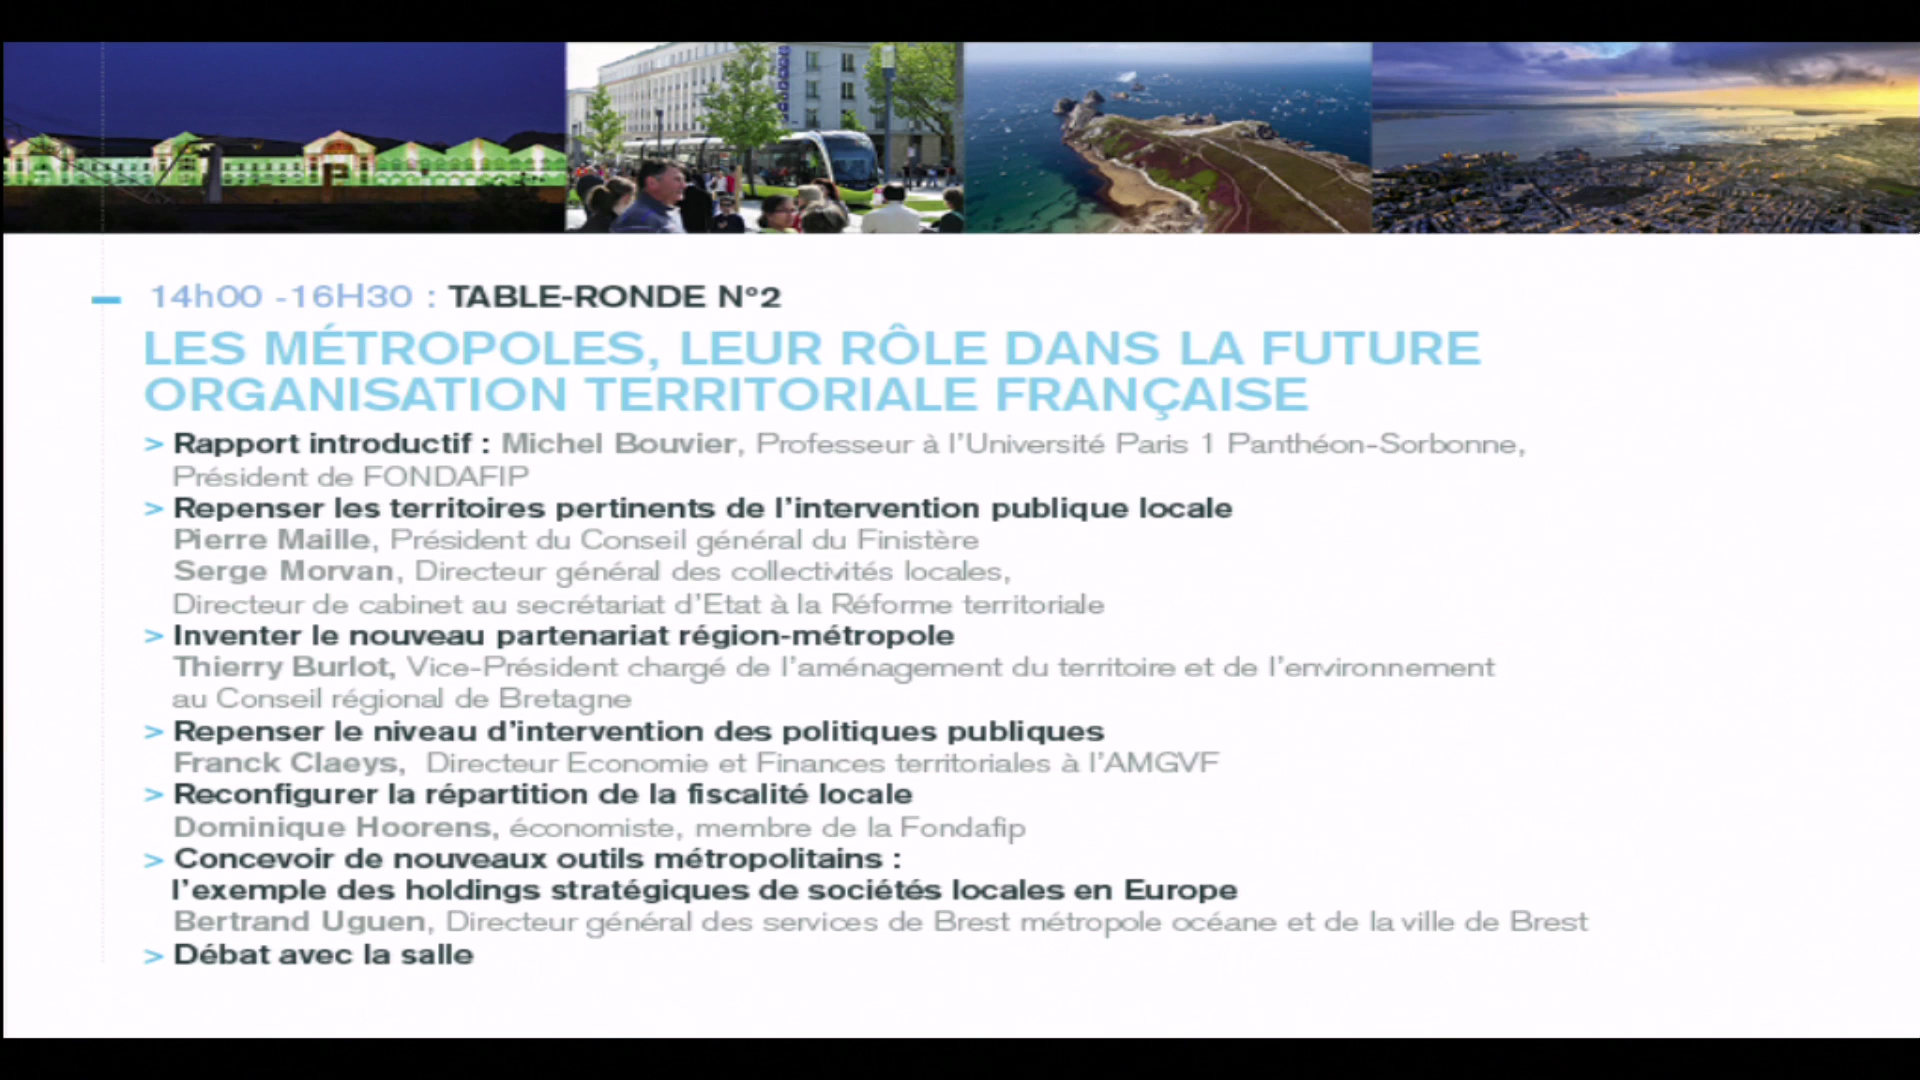 14h00 -16H30 : TABLE-RONDE N°2
LES MÉTROPOLES, LEUR RÔLE DANS LA FUTURE
ORGANISATION TERRITORIALE FRANÇAISE
> Rapport introductif : Michel Bouvier, Professeur à l'Université Paris 1 Panthéon-Sorbonne,
Président de FONDAFIP
> Repenser les territoires pertinents de l'intervention publique locale
Pierre Maille, Président du Conseil général du Finistère
Serge Morvan, Directeur général des collectivités locales,
Directeur de cabinet au secrétariat d'Etat à la Réforme territoriale
> Inventer le nouveau partenariat région-métropole
Thierry Burlot, Vice-Président chargé de l'aménagement du territoire et de l'environnement
au Conseil régional de Bretagne
> Repenser le niveau d'intervention des politiques publiques
Franck Claeys, Directeur Economie et Finances territoriales à l'AMGVF
> Reconfigurer la répartition de la fiscalité locale
Dominique Hoorens, économiste, membre de la Fondafip
> Concevoir de nouveaux outils métropolitains :
l'exemple des holdings stratégiques de sociétés locales en Europe
Bertrand Uguen, Directeur général des services de Brest métropole océane et de la ville de Brest
> Débat avec la salle